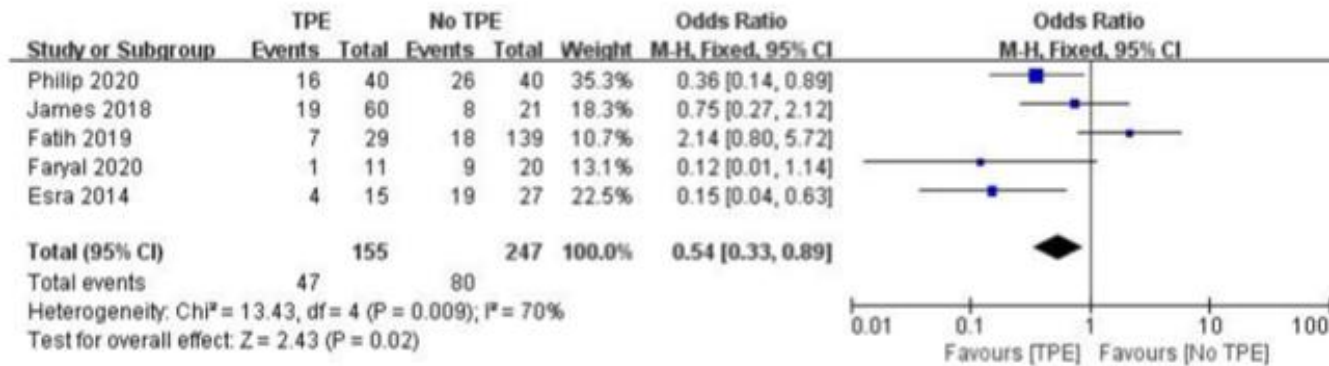 TPE No TPE Odds Ratio Odds Ratio
Study or Subgroup Events Total Events Total Weight M-H, Fixed, 95% CI M-H, Fixed, 95% CI
Philip 2020 16 40 26 40 35.3% 0.36 [0.14, 0.89]
James 2018 19 60 8 21 18.3% 0.75 [0.27, 2.12]
Fatih 2019 7 29 18 139 10.7% 2.14 [0.80, 5.72]
Faryal 2020 1 11 9 20 13.1% 0.12 [0.01, 1.14]
Esra 2014 4 15 19 27 22.5% 0.15 [0.04, 0.63]
Total (95% CI) 155 247 100.0% 0.54 [0.33, 0.89]
Total events 47 80
Heterogeneity: Chi² = 13.43, df = 4 (P = 0.009); I² = 70%
Test for overall effect: Z = 2.43 (P = 0.02)
0.01 0.1 1 10 100
Favours [TPE] Favours [No TPE]